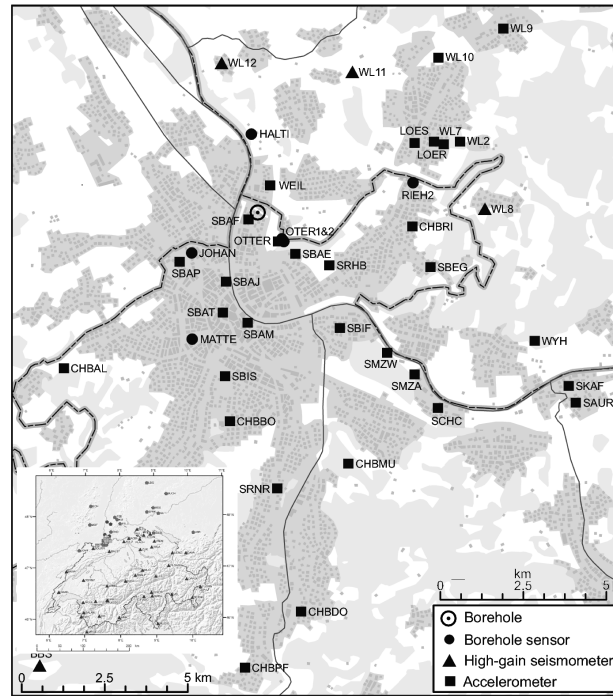 WL9
WL12
WL11
WL10
HALTI
LOES
WL7
WL2
LOER
WEIL
RIEH2
WL8
SBAF
OTTER
OTER1&2
CHBRI
JOHAN
SBAE
SRHB
SBEG
SBAP
SBAJ
SBAT
SBAM
SBIF
MATTE
WYH
SMZW
CHBAL
SBIS
SMZA
SKAF
SAUR
SCHC
CHBBO
CHBMU
SRNR
CHBDO
CHBPF
km
0 2.5 5
0 2.5 5 km
Borehole
Borehole sensor
High-gain seismometer
Accelerometer